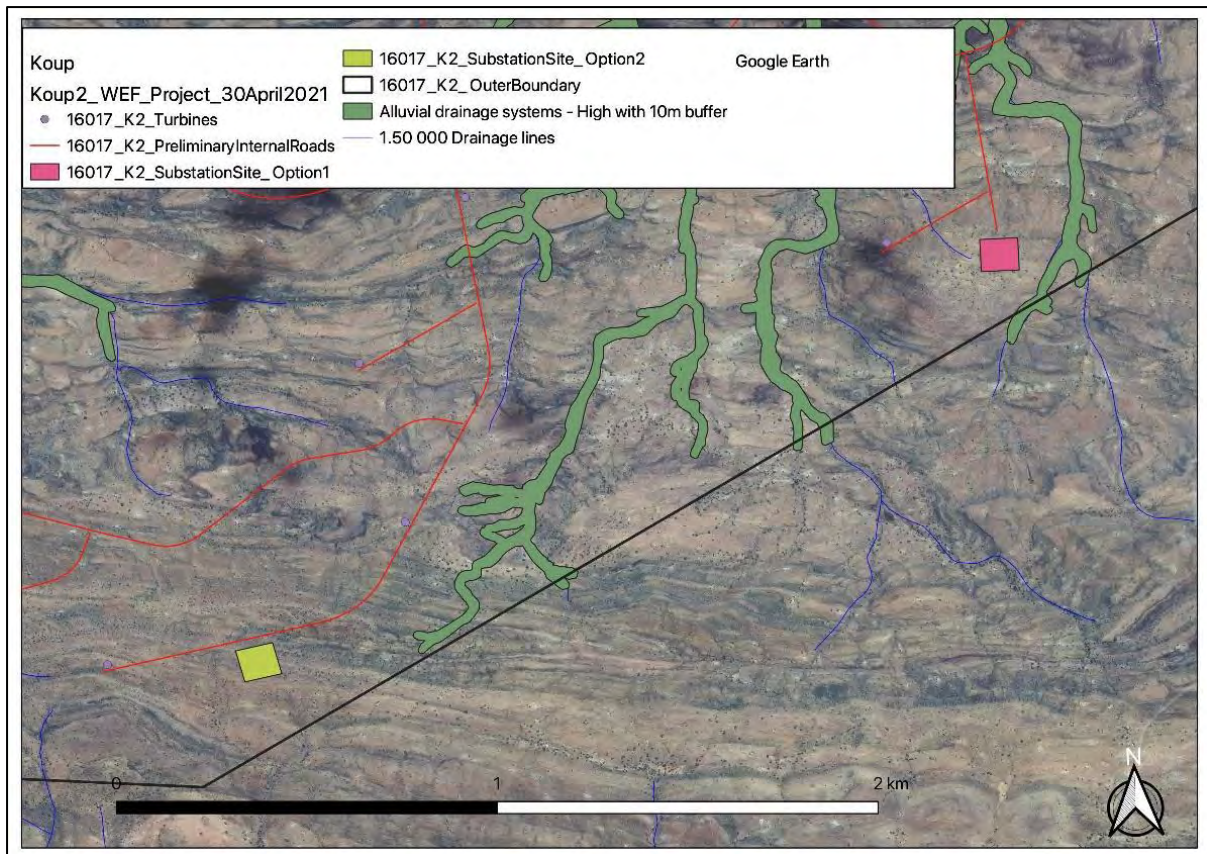 Koup
Koup2_WEF_Project_30April2021
16017_K2_Turbines
16017_K2_PreliminaryInternalRoads
16017_K2_SubstationSite_Option1
16017_K2_SubstationSite_Option2
16017_K2_OuterBoundary
Alluvial drainage systems - High with 10m buffer
1.50 000 Drainage lines
Google Earth
0 1 2 km
N